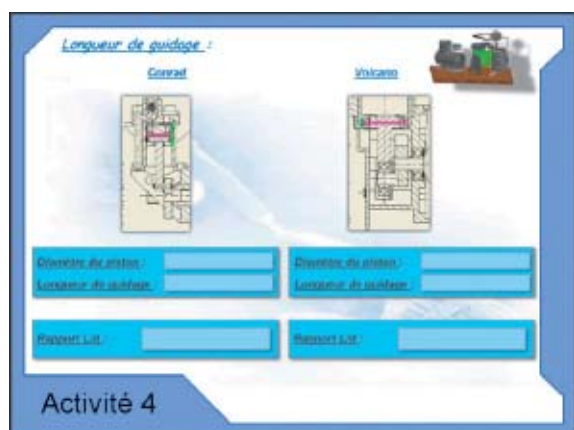 Longueur de guidage :
Conrad
Volcano
Diamètre du piston :
Longueur de guidage :
Diamètre du piston :
Longueur de guidage :
Rapport L/d :
Rapport L/d :
Activité 4